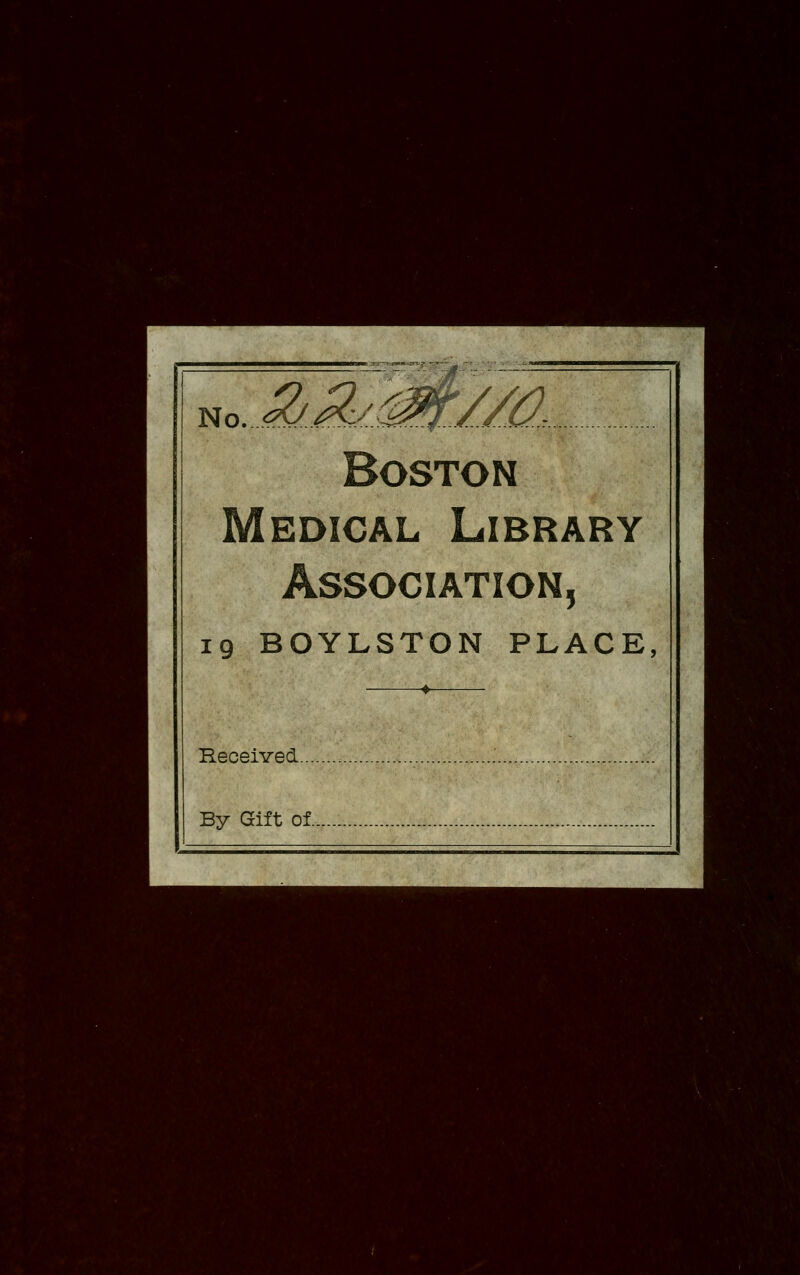 No.
BOSTON
MEDICAL LIBRARY
ASSOCIATION,
19 BOYLSTON PLACE,
Received
By Gift of